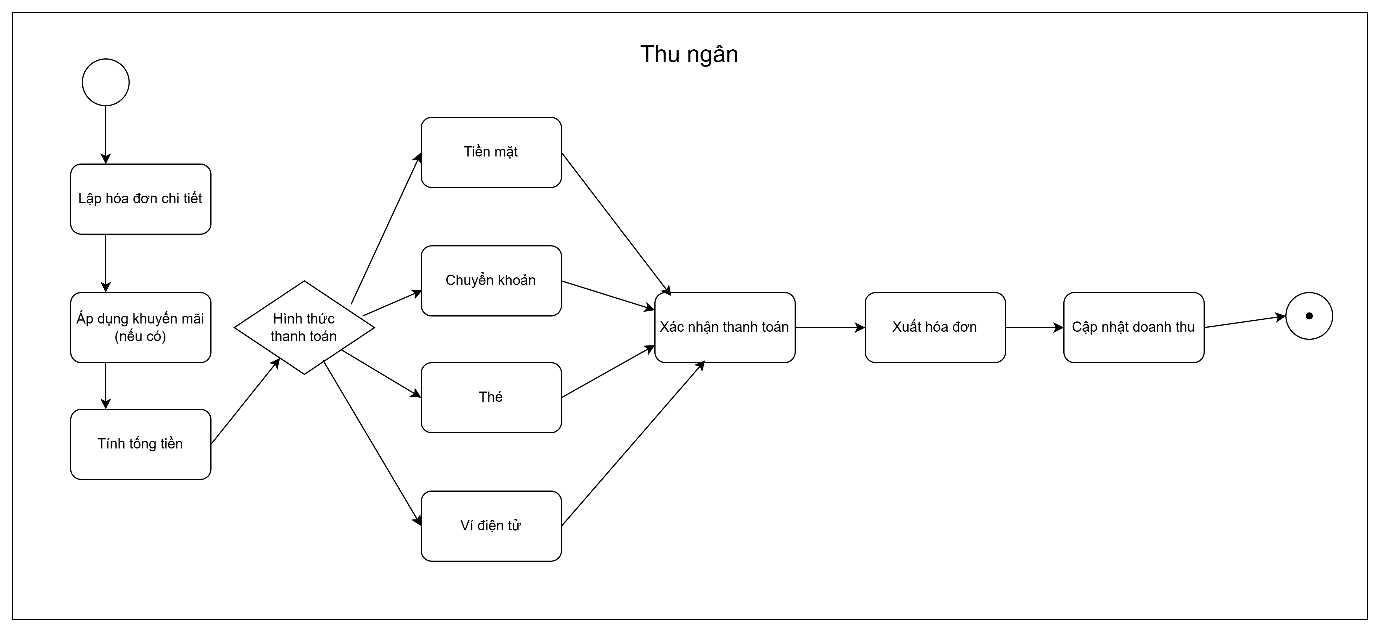 Thu ngân
Lập hóa đơn chi tiết
Áp dụng khuyến mãi
(nếu có)
Tính tổng tiền
Hình thức
thanh toán
Tiền mặt
Chuyển khoản
Thẻ
Ví điện tử
Xác nhận thanh toán
Xuất hóa đơn
Cập nhật doanh thu